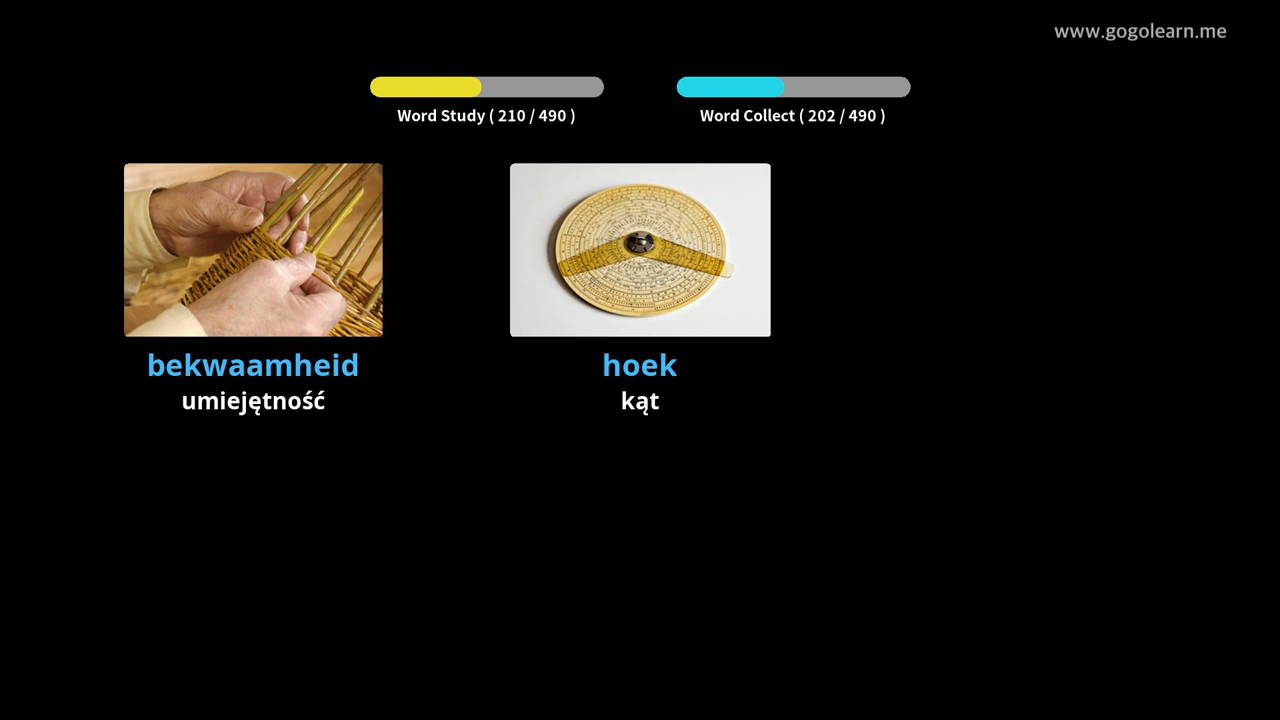 www.gogolearn.me
Word Study ( 210 / 490 )
Word Collect ( 202 / 490 )
bekwaamheid
umiejętność
hoek
kąt